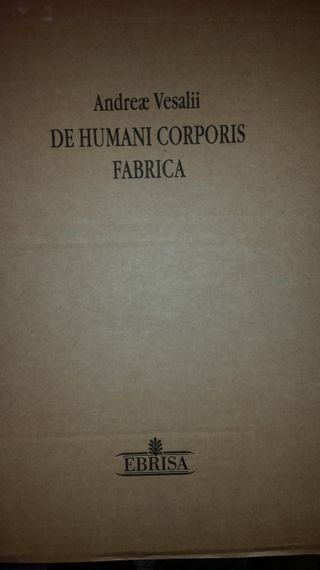 Andreæ Vesalii
DE HUMANI CORPORIS
FABRICA
EBRISA